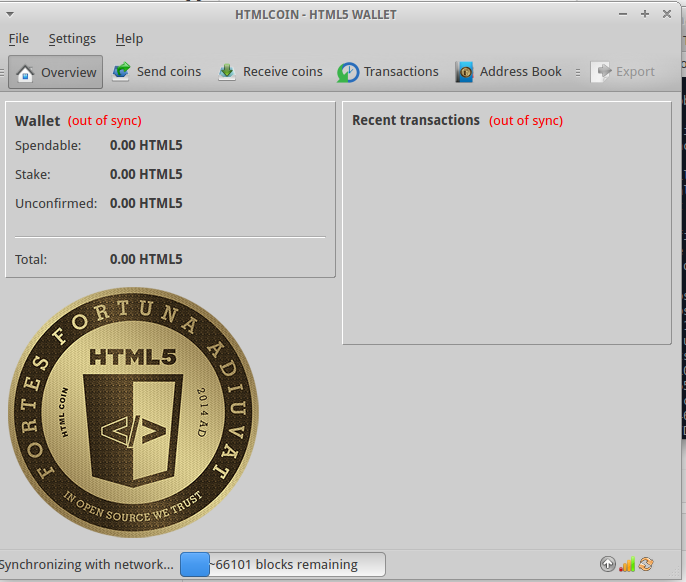 HTMLCOIN - HTML5 WALLET
File Settings Help
Overview Send coins Receive coins Transactions Address Book Export
Wallet (out of sync)
Spendable: 0.00 HTML5
Stake: 0.00 HTML5
Unconfirmed: 0.00 HTML5
Total: 0.00 HTML5
Recent transactions (out of sync)
FORTES FORTUNA ADIUVAT
HTML5
HTML COIN
</>
2014 AD
IN OPEN SOURCE WE TRUST
Synchronizing with network... ~66101 blocks remaining